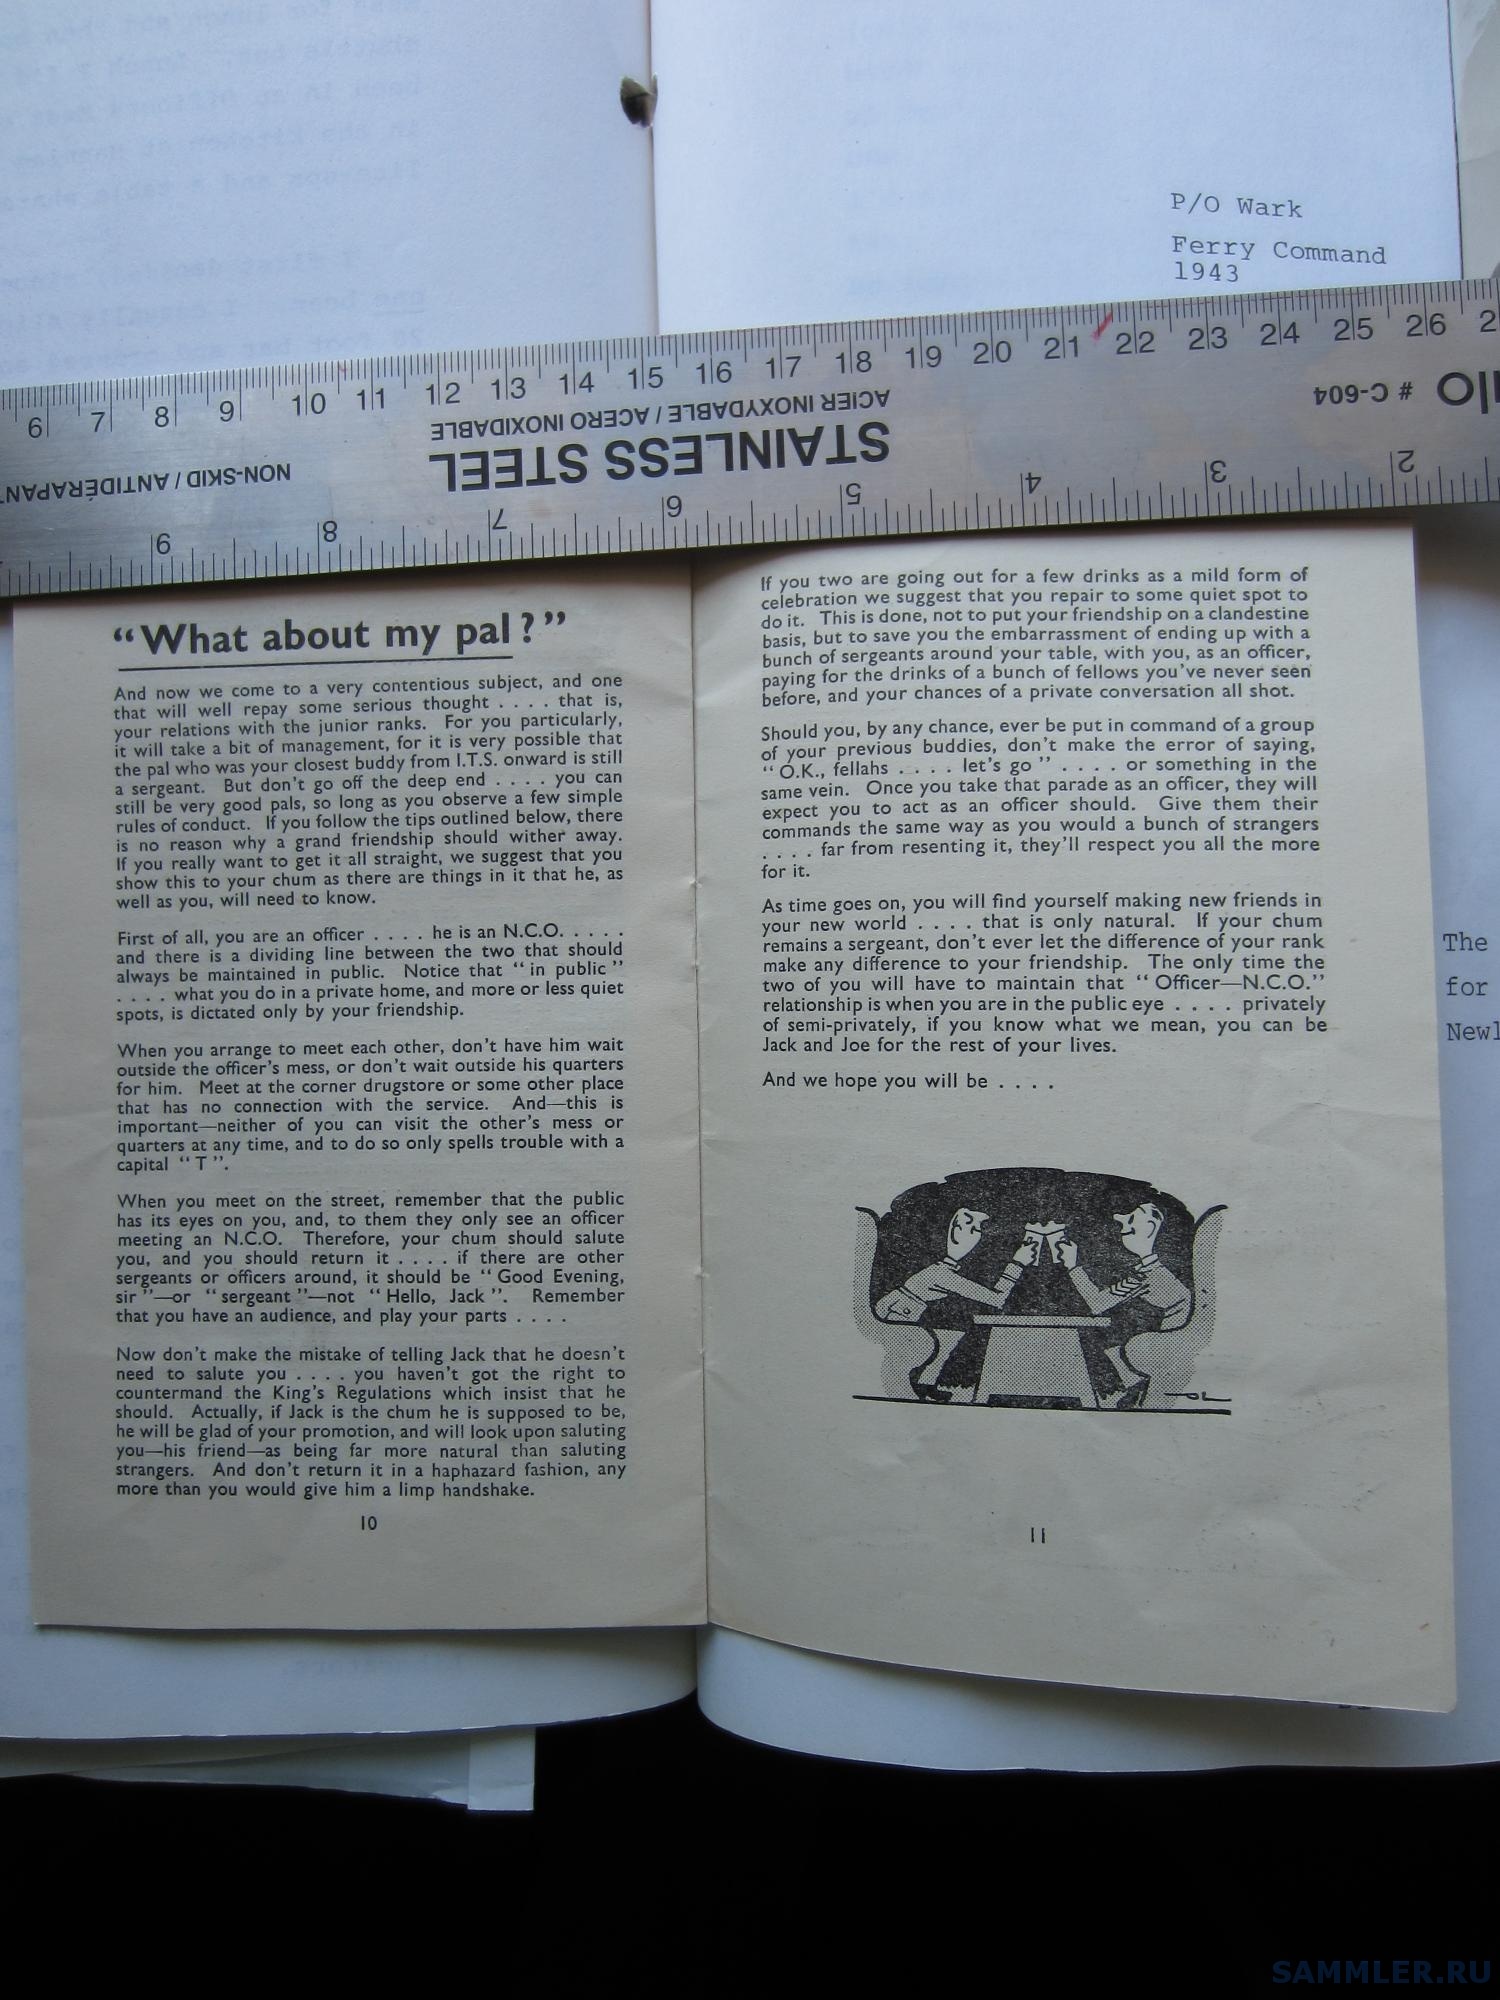 P/O Wark
Ferry Command
1943
6 7 8 9 10 11 12 13 14 15 16 17 18 19 20 21 22 23 24 25 26 2
NON-SKID / ANTIDÉRAPAN
STAINLESS STEEL
ACIER INOXYDABLE / ACERO INOXIDABLE
# C-604
9 8 7 6 5 4 3 2
“What about my pal?”
And now we come to a very contentious subject, and one
that will well repay some serious thought . . . . that is,
your relations with the junior ranks. For you particularly,
it will take a bit of management, for it is very possible that
the pal who was your closest buddy from I.T.S. onward is still
a sergeant. But don't go off the deep end . . . . you can
still be very good pals, so long as you observe a few simple
rules of conduct. If you follow the tips outlined below, there
is no reason why a grand friendship should wither away.
If you really want to get it all straight, we suggest that you
show this to your chum as there are things in it that he, as
well as you, will need to know.
First of all, you are an officer . . . . he is an N.C.O. . . . .
and there is a dividing line between the two that should
always be maintained in public. Notice that “in public”
. . . . what you do in a private home, and more or less quiet
spots, is dictated only by your friendship.
When you arrange to meet each other, don't have him wait
outside the officer's mess, or don't wait outside his quarters
for him. Meet at the corner drugstore or some other place
that has no connection with the service. And—this is
important—neither of you can visit the other's mess or
quarters at any time, and to do so only spells trouble with a
capital “T”.
When you meet on the street, remember that the public
has its eyes on you, and, to them they only see an officer
meeting an N.C.O. Therefore, your chum should salute
you, and you should return it . . . . if there are other
sergeants or officers around, it should be “Good Evening,
sir”—or “sergeant”—not “Hello, Jack”. Remember
that you have an audience, and play your parts . . . .
Now don't make the mistake of telling Jack that he doesn't
need to salute you . . . . you haven't got the right to
countermand the King's Regulations which insist that he
should. Actually, if Jack is the chum he is supposed to be,
he will be glad of your promotion, and will look upon saluting
you—his friend—as being far more natural than saluting
strangers. And don't return it in a haphazard fashion, any
more than you would give him a limp handshake.
10
If you two are going out for a few drinks as a mild form of
celebration we suggest that you repair to some quiet spot to
do it. This is done, not to put your friendship on a clandestine
basis, but to save you the embarrassment of ending up with a
bunch of sergeants around your table, with you, as an officer,
paying for the drinks of a bunch of fellows you've never seen
before, and your chances of a private conversation all shot.
Should you, by any chance, ever be put in command of a group
of your previous buddies, don't make the error of saying,
“O.K., fellahs . . . . let's go” . . . . or something in the
same vein. Once you take that parade as an officer, they will
expect you to act as an officer should. Give them their
commands the same way as you would a bunch of strangers
. . . . far from resenting it, they'll respect you all the more
for it.
As time goes on, you will find yourself making new friends in
your new world . . . . that is only natural. If your chum
remains a sergeant, don't ever let the difference of your rank
make any difference to your friendship. The only time the
two of you will have to maintain that “Officer—N.C.O.”
relationship is when you are in the public eye . . . . privately
of semi-privately, if you know what we mean, you can be
Jack and Joe for the rest of your lives.
And we hope you will be . . . .
11
The
for
Newl
SAMMLER.RU